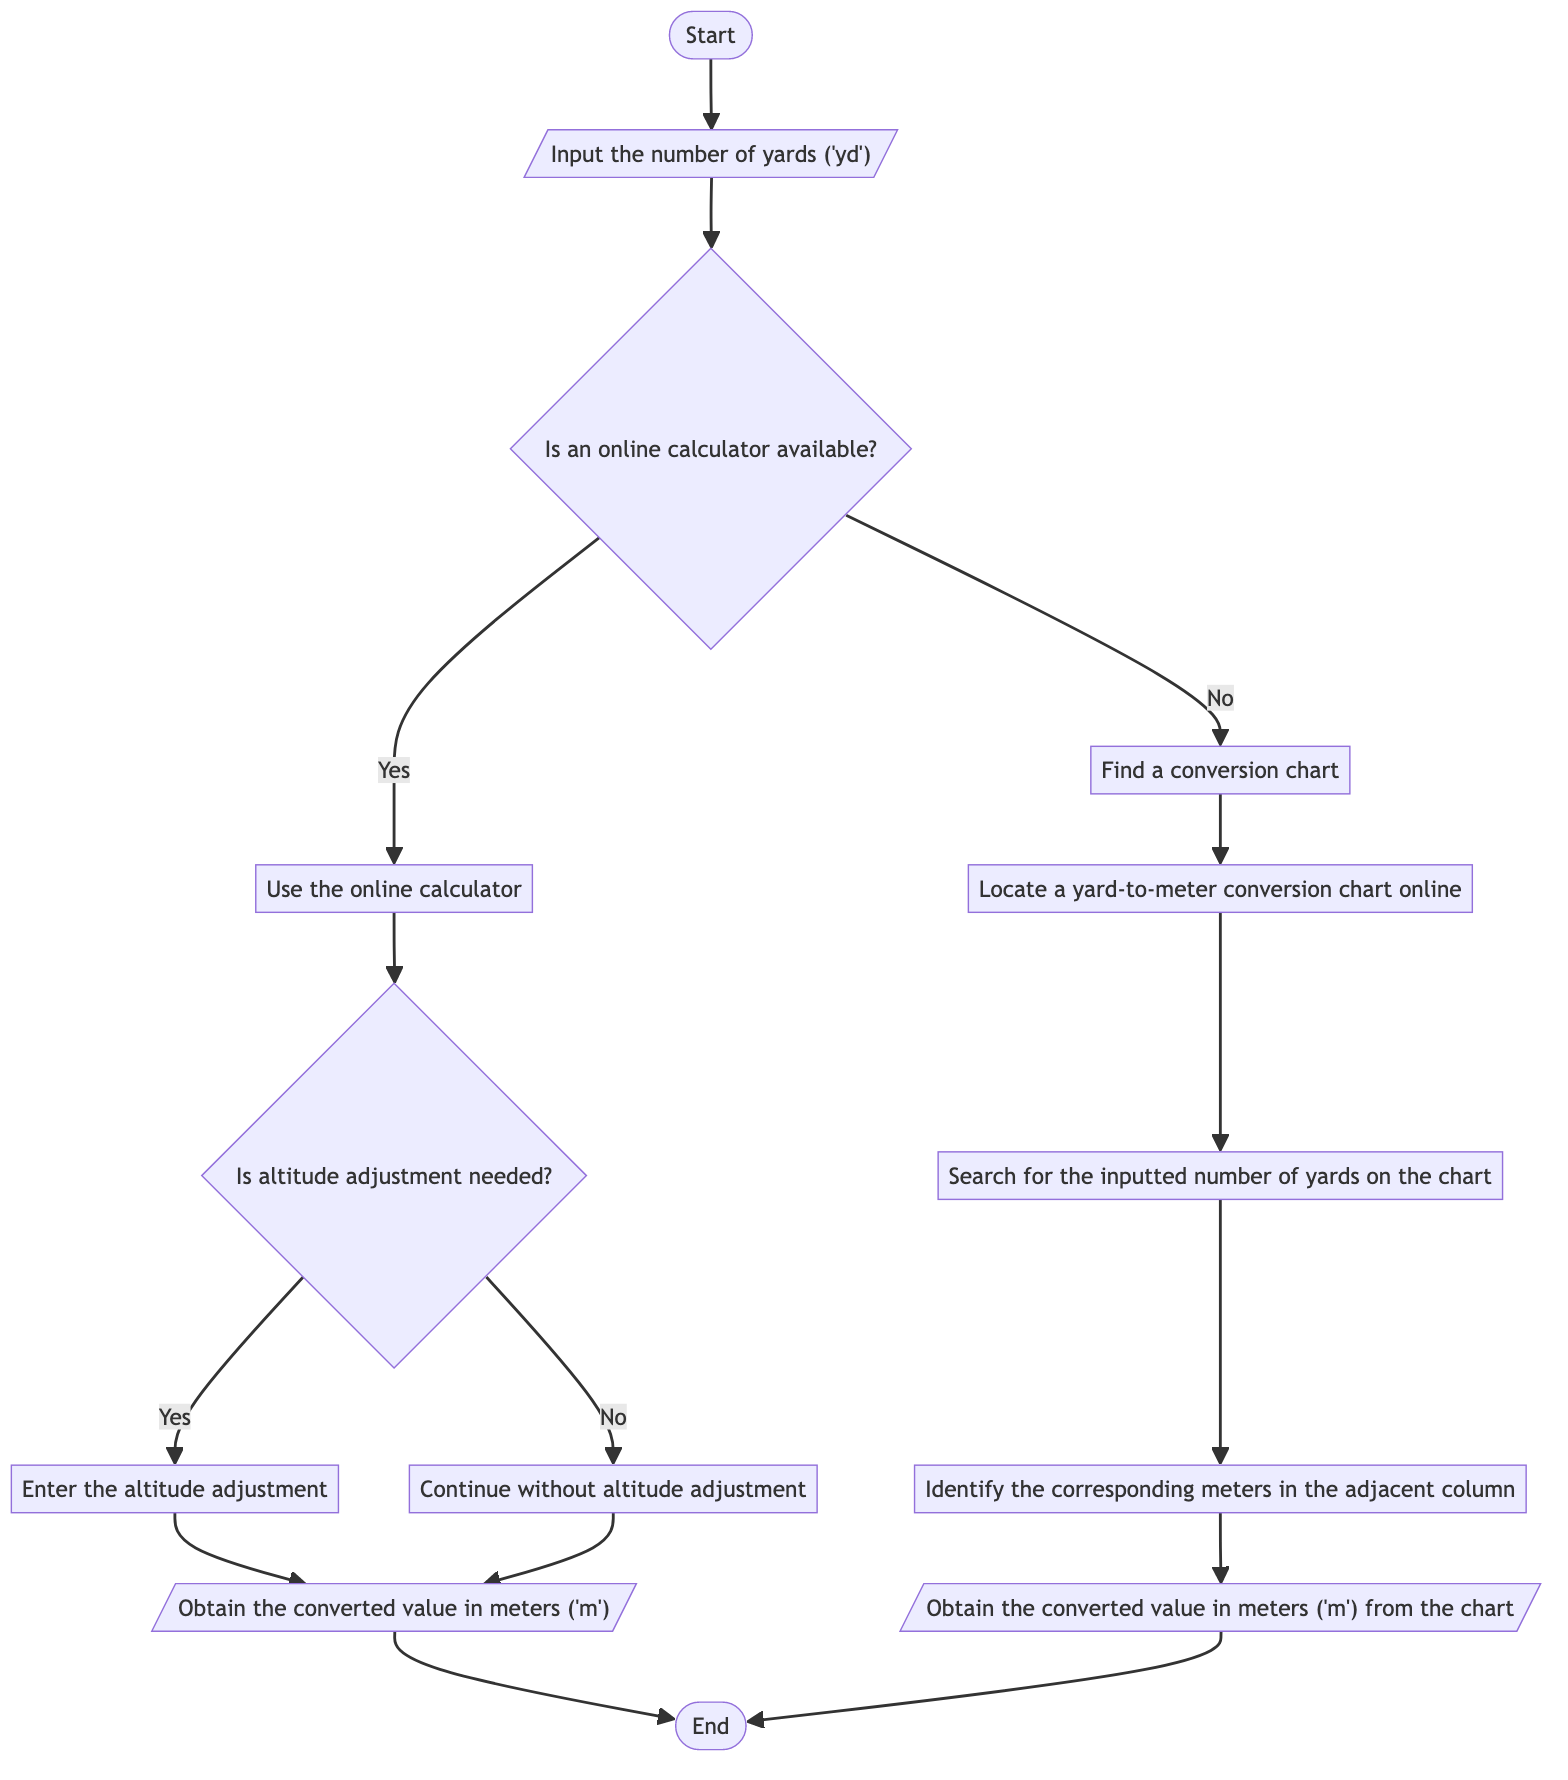 Start
Input the number of yards ('yd')
Is an online calculator available?
No
Yes
Find a conversion chart
Use the online calculator
Locate a yard-to-meter conversion chart online
Is altitude adjustment needed?
Search for the inputted number of yards on the chart
Yes
No
Enter the altitude adjustment
Continue without altitude adjustment
Identify the corresponding meters in the adjacent column
Obtain the converted value in meters ('m')
Obtain the converted value in meters ('m') from the chart
End